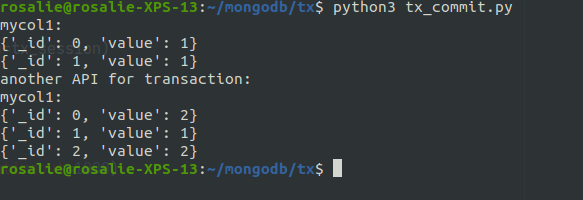 rosalie@rosalie-XPS-13:~/mongodb/tx$ python3 tx_commit.py
mycol1:
{'_id': 0, 'value': 1}
{'_id': 1, 'value': 1}
another API for transaction:
mycol1:
{'_id': 0, 'value': 2}
{'_id': 1, 'value': 1}
{'_id': 2, 'value': 2}
rosalie@rosalie-XPS-13:~/mongodb/tx$